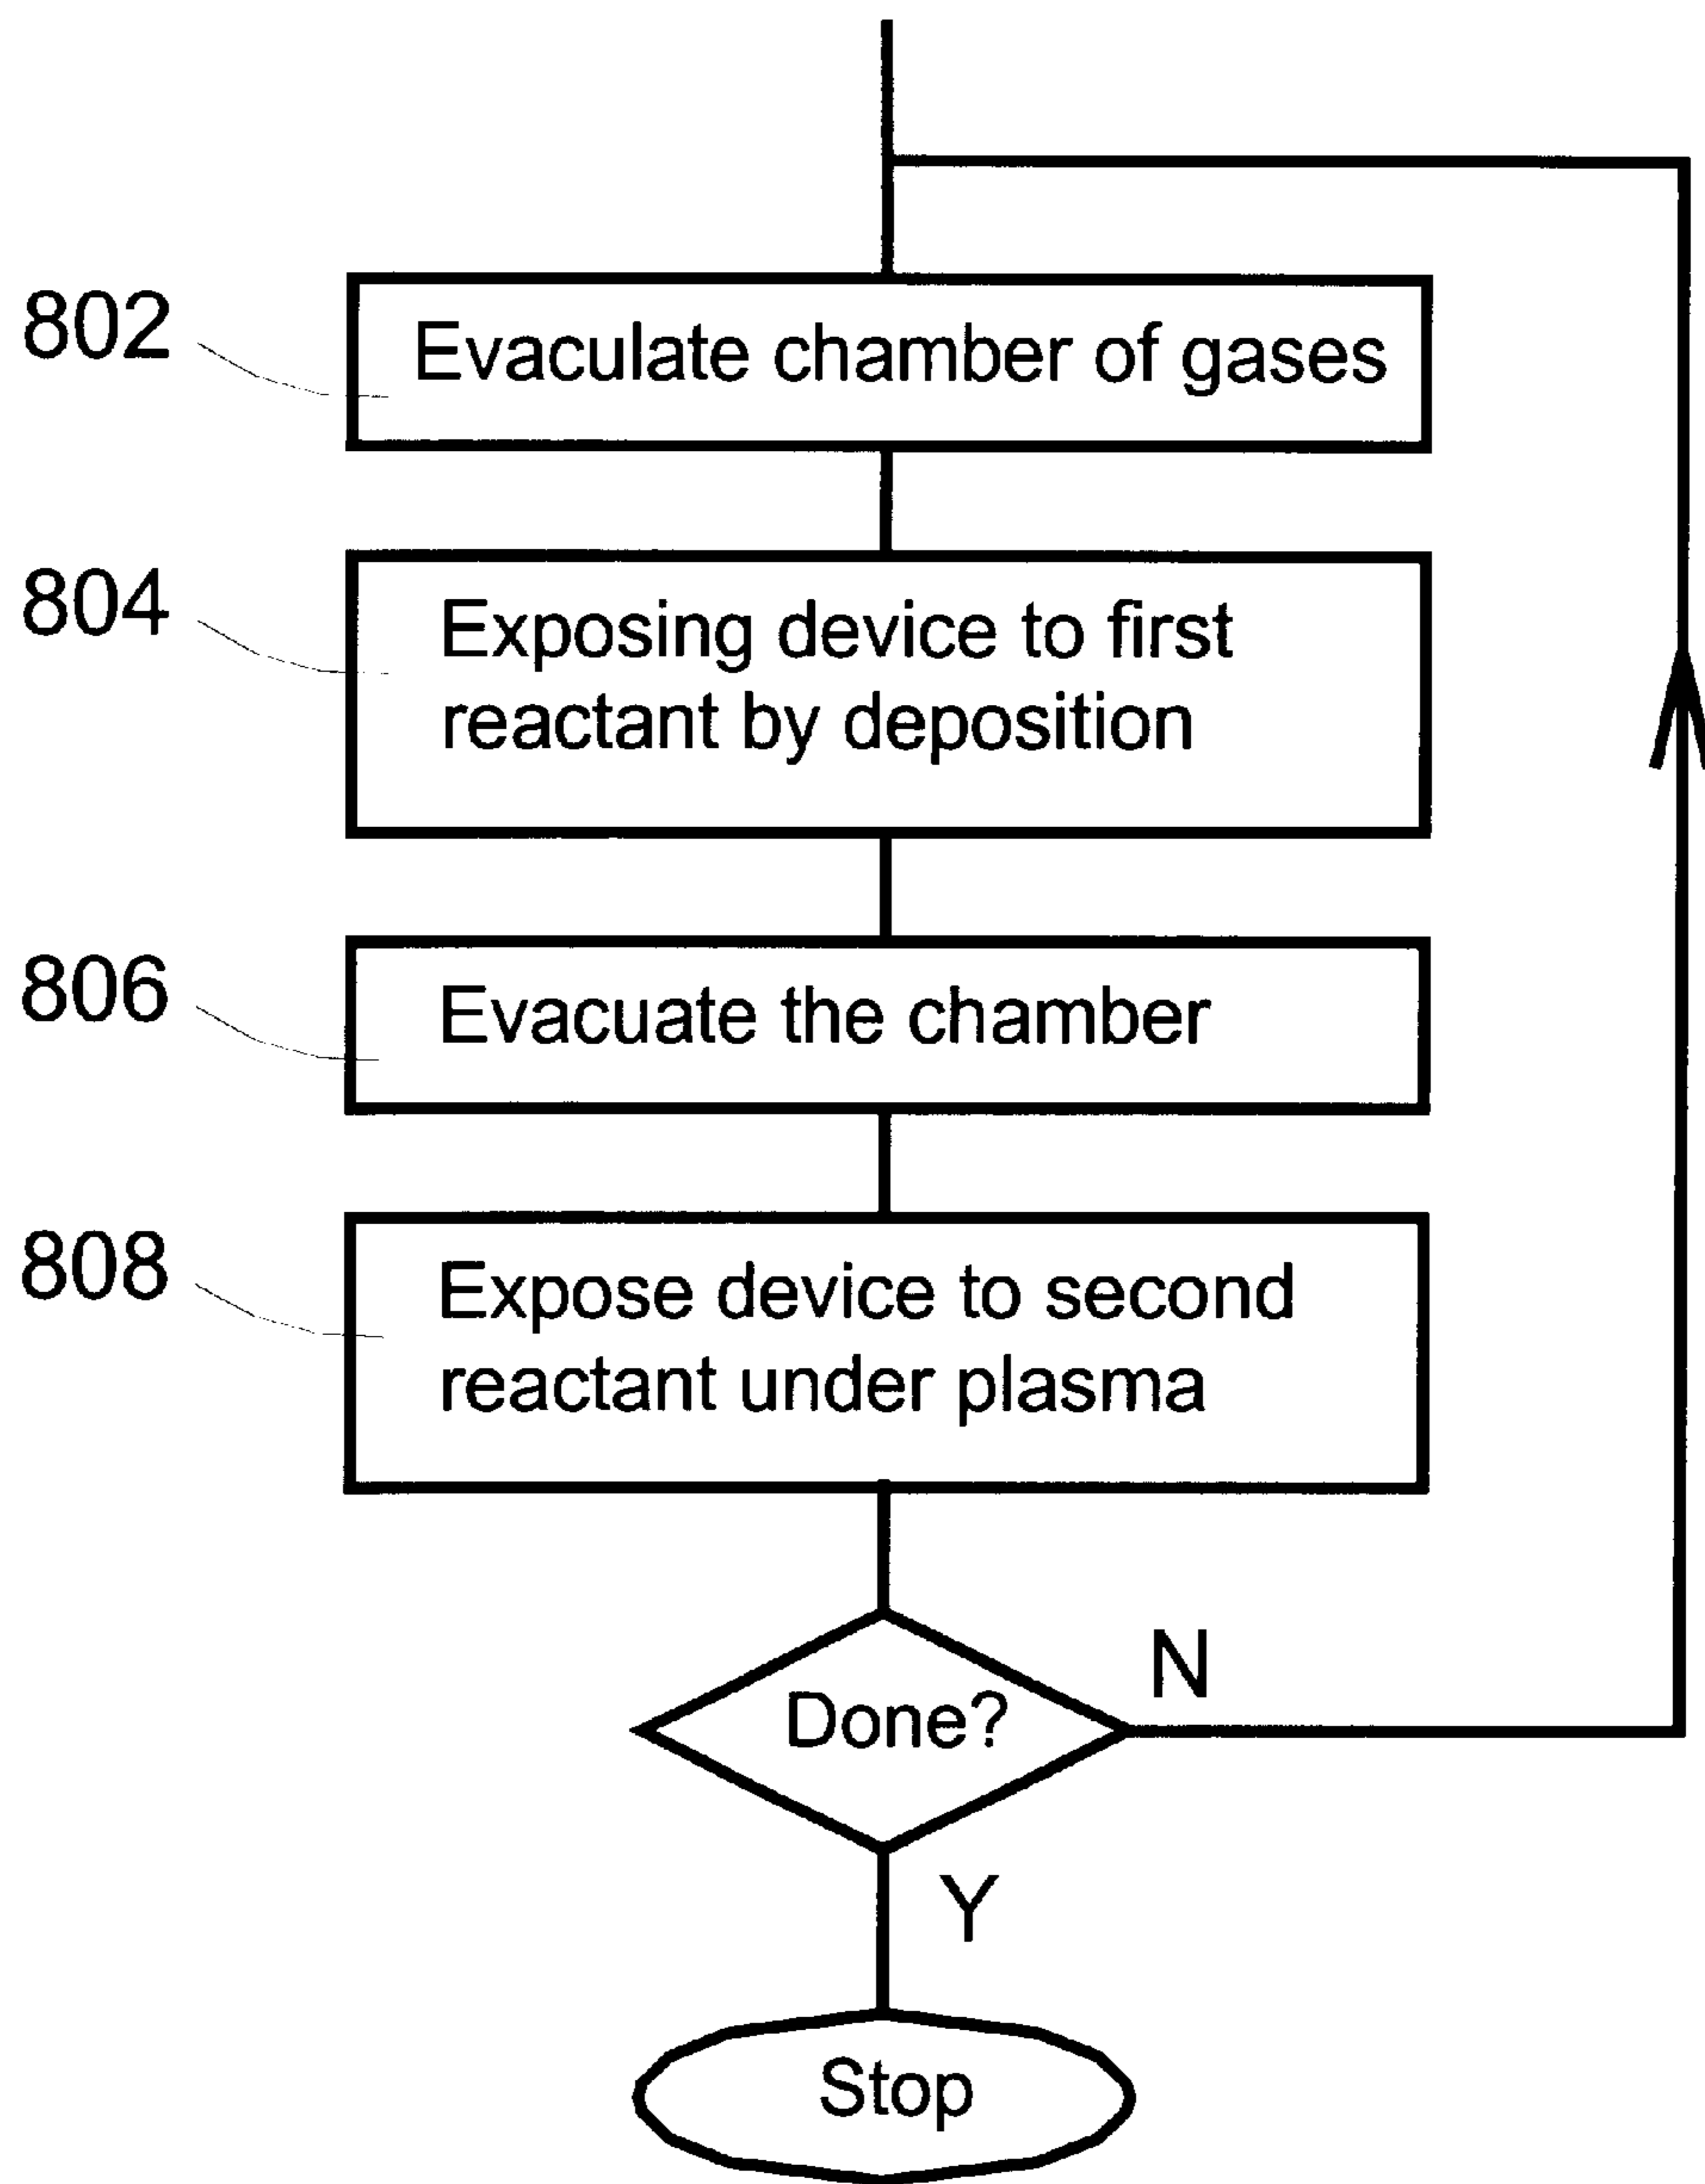 802
Evaculate chamber of gases
804
Exposing device to first
reactant by deposition
806
Evacuate the chamber
808
Expose device to second
reactant under plasma
Done?
N
Y
Stop